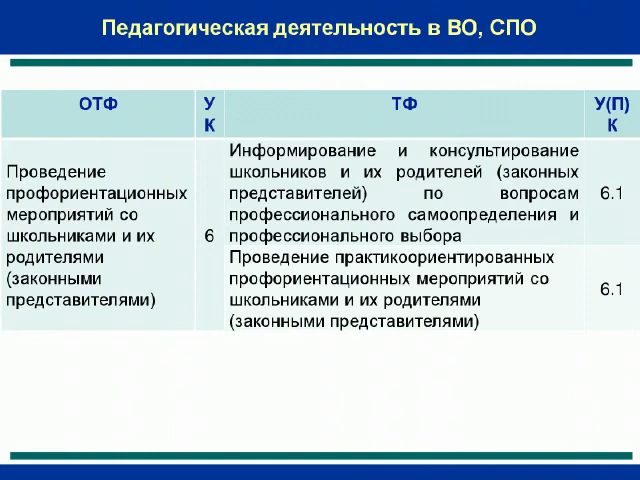 Педагогическая деятельность в ВО, СПО
ОТФ
У
К
ТФ
У(П)
К
Проведение
профориентационных
мероприятий со
школьниками и их
родителями
(законными
представителями)
6
Информирование и консультирование
школьников и их родителей (законных
представителей) по вопросам
профессионального самоопределения и
профессионального выбора
6.1
Проведение практикоориентированных
профориентационных мероприятий со
школьниками и их родителями
(законными представителями)
6.1